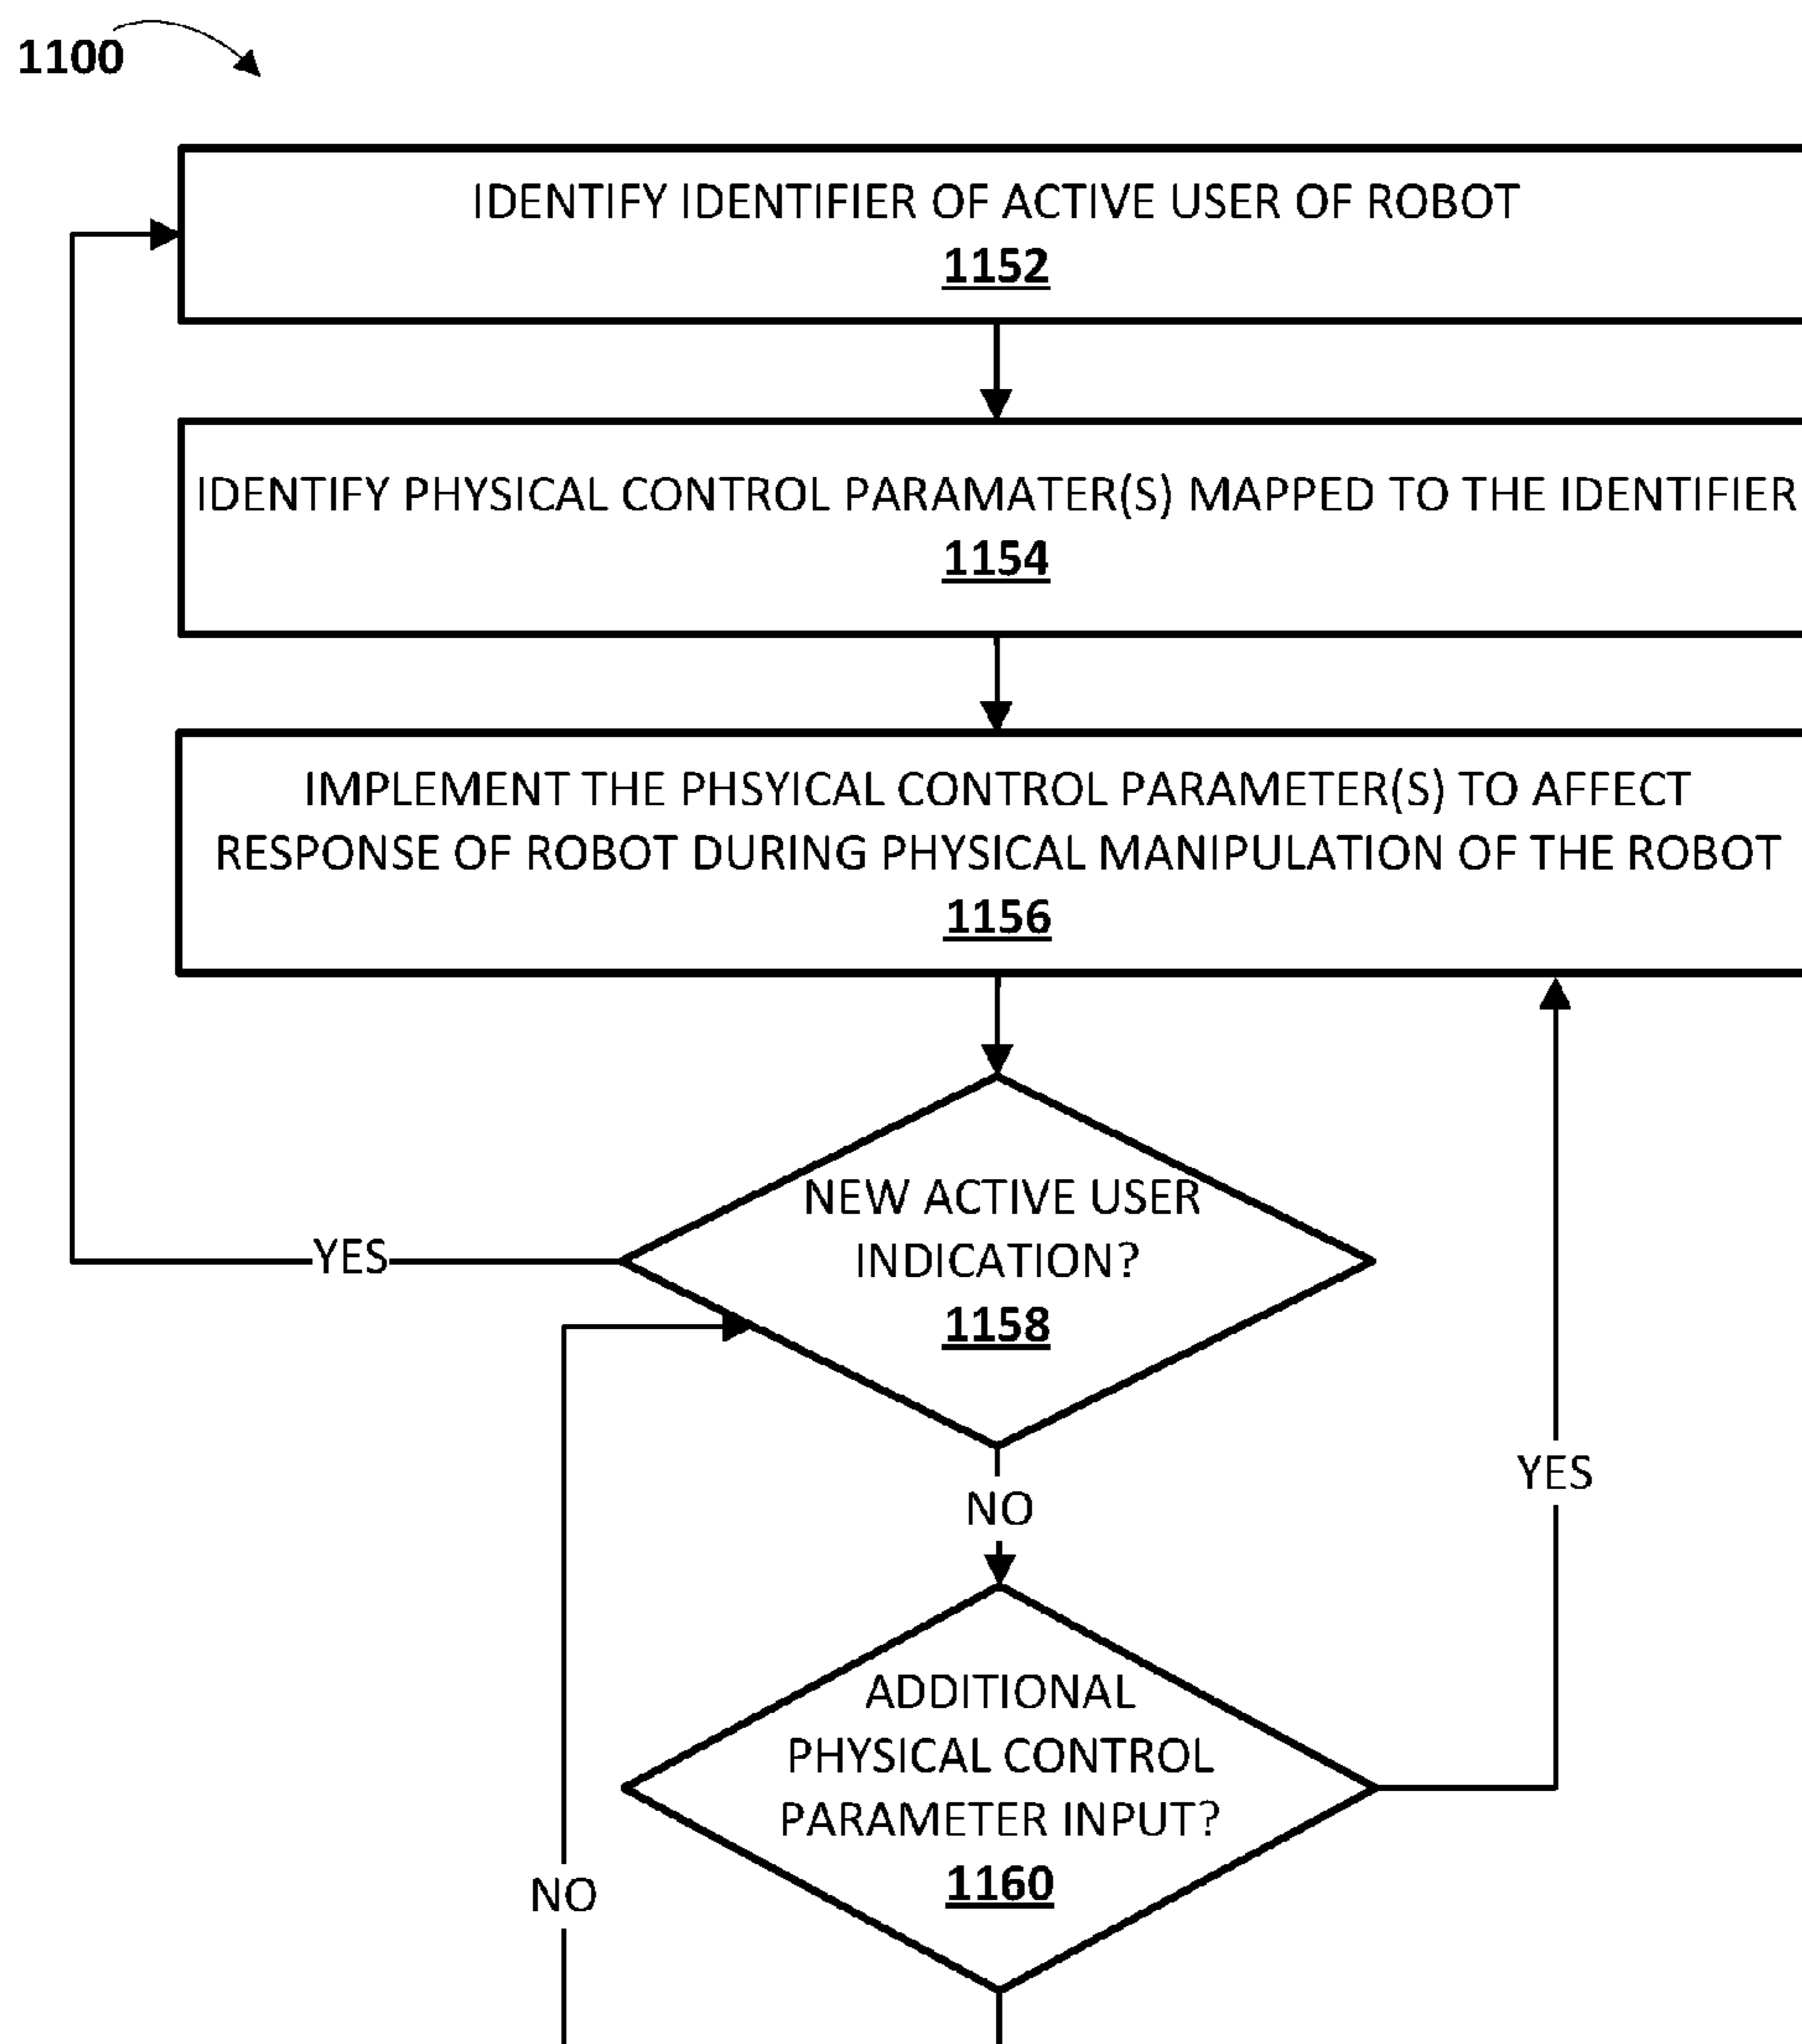 1100
IDENTIFY IDENTIFIER OF ACTIVE USER OF ROBOT
1152
IDENTIFY PHYSICAL CONTROL PARAMATER(S) MAPPED TO THE IDENTIFIER
1154
IMPLEMENT THE PHSYICAL CONTROL PARAMETER(S) TO AFFECT
RESPONSE OF ROBOT DURING PHYSICAL MANIPULATION OF THE ROBOT
1156
NEW ACTIVE USER
INDICATION?
1158
YES
NO
YES
ADDITIONAL
PHYSICAL CONTROL
PARAMETER INPUT?
1160
NO